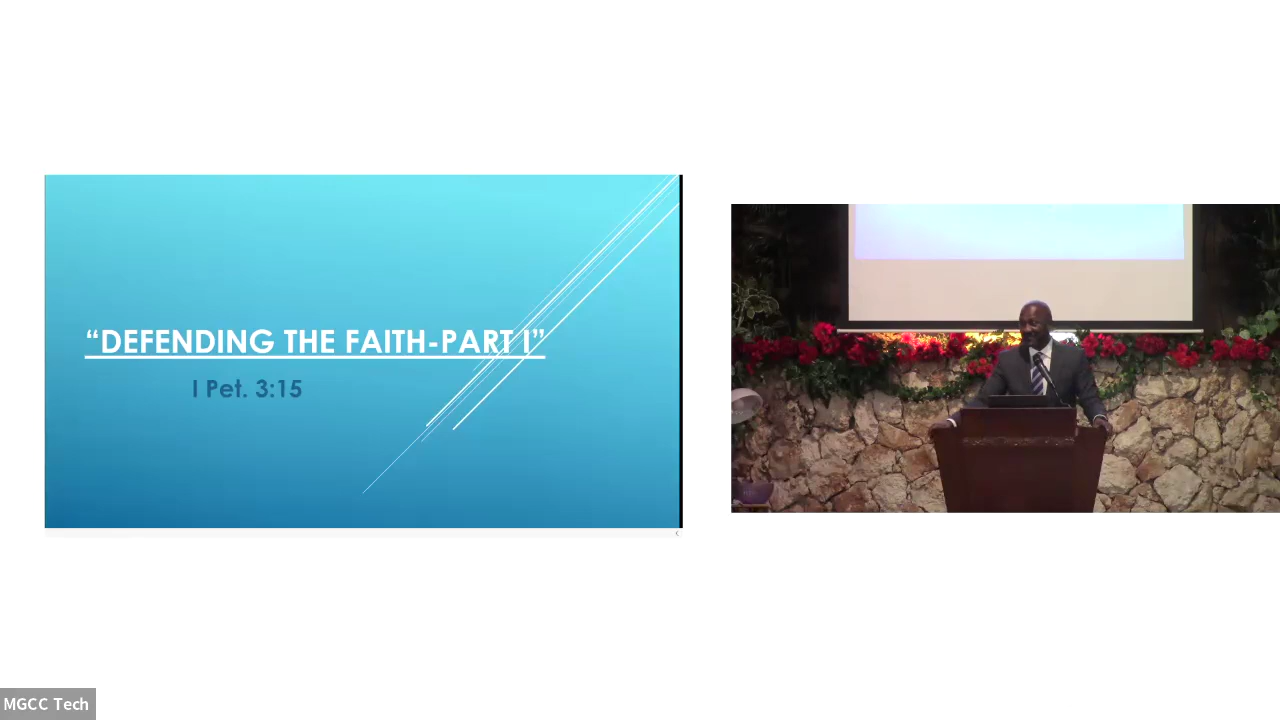 “DEFENDING THE FAITH-PART I”
I Pet. 3:15
MGCC Tech